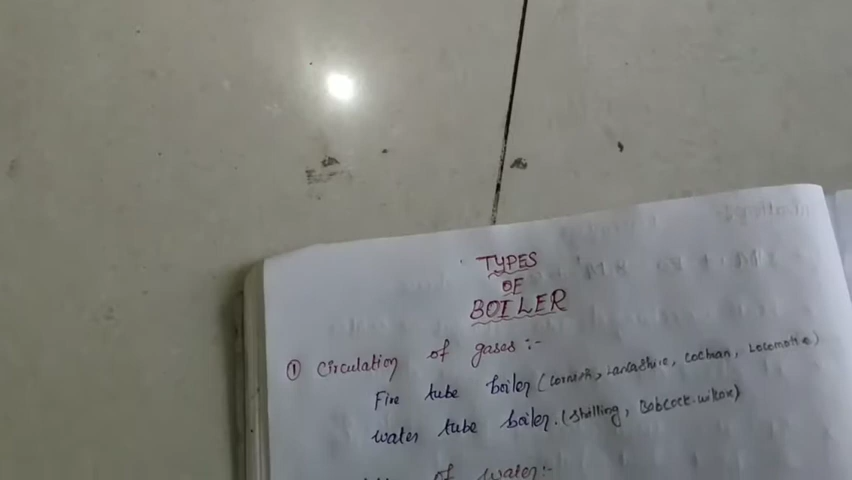 TYPES
OF
BOILER
① Circulation of gases :-
Fire tube boiler (Cornish, Lancashire, Cochran, Locomotive)
water tube boiler. (Sterlling, Babcock-wilcox)
of water:-